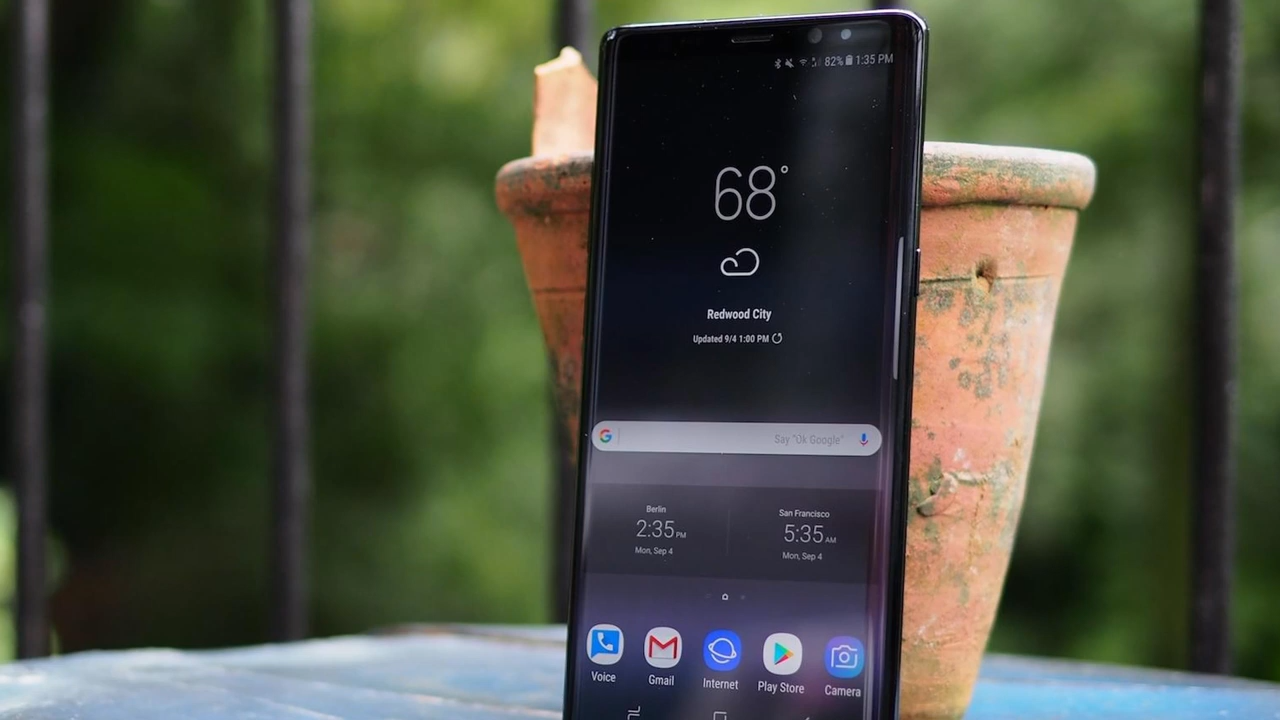 82% 1:35 PM
68°
Redwood City
Updated 9/4 1:00 PM
G Say "Ok Google"
Berlin San Francisco
2:35 PM 5:35 AM
Mon, Sep 4 Mon, Sep 4
Voice Gmail Internet Play Store Camera